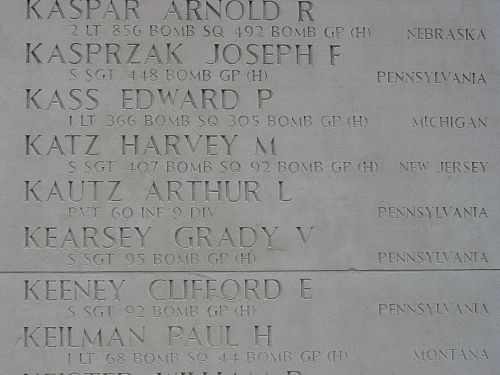 KASPAR ARNOLD R
2 LT 856 BOMB SQ 492 BOMB GP (H) NEBRASKA
KASPRZAK JOSEPH F
S SGT 448 BOMB GP (H) PENNSYLVANIA
KASS EDWARD P
1 LT 366 BOMB SQ 305 BOMB GP (H) MICHIGAN
KATZ HARVEY M
S SGT 407 BOMB SQ 92 BOMB GP (H) NEW JERSEY
KAUTZ ARTHUR L
PVT 60 INF 9 DIV PENNSYLVANIA
KEARSEY GRADY V
S SGT 95 BOMB GP (H) PENNSYLVANIA
KEENEY CLIFFORD E
S SGT 92 BOMB GP (H) PENNSYLVANIA
KEILMAN PAUL H
1 LT 68 BOMB SQ 44 BOMB GP (H) MONTANA